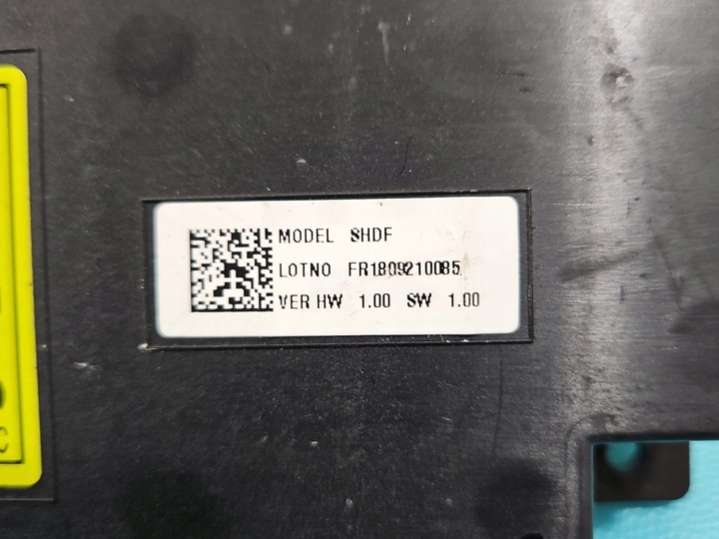 MODEL SHDF
LOTNO FR1809210085
VER HW 1.00 SW 1.00
C